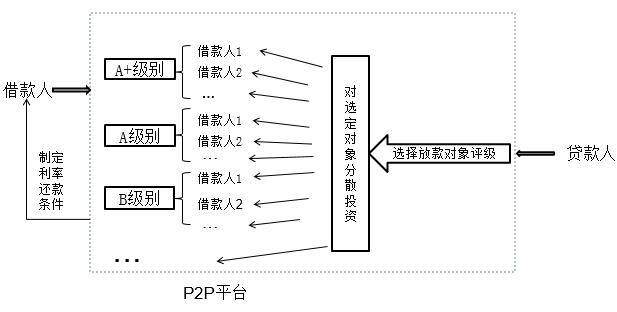 借款人
制定
利率
还款
条件
A+级别
借款人1
借款人2
...
A级别
借款人1
借款人2
...
B级别
借款人1
借款人2
...
...
对选定对象分散投资
选择放款对象评级
贷款人
P2P平台